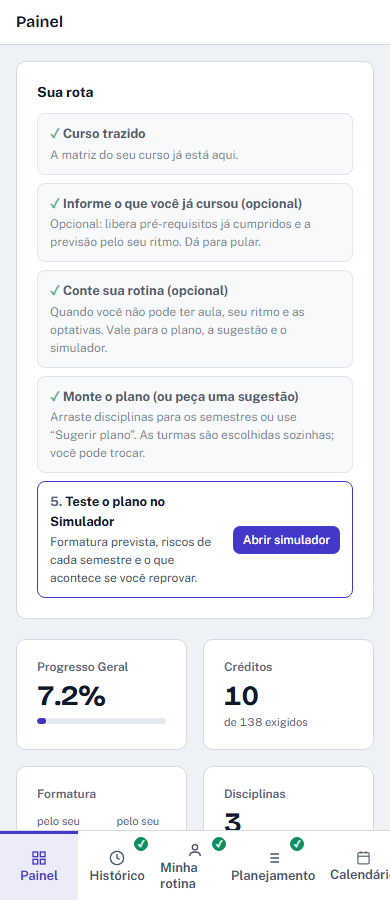 Painel
Sua rota
✓ Curso trazido
A matriz do seu curso já está aqui.
✓ Informe o que você já cursou (opcional)
Opcional: libera pré-requisitos já cumpridos e a
previsão pelo seu ritmo. Dá para pular.
✓ Conte sua rotina (opcional)
Quando você não pode ter aula, seu ritmo e as
optativas. Vale para o plano, a sugestão e o
simulador.
✓ Monte o plano (ou peça uma sugestão)
Arraste disciplinas para os semestres ou use
“Sugerir plano”. As turmas são escolhidas sozinhas;
você pode trocar.
5. Teste o plano no
Simulador
Formatura prevista, riscos de
cada semestre e o que
acontece se você reprovar.
Abrir simulador
Progresso Geral
7.2%
Créditos
10
de 138 exigidos
Formatura
pelo seu pelo seu
Disciplinas
3
Painel
Histórico
Minha
rotina
Planejamento
Calendári